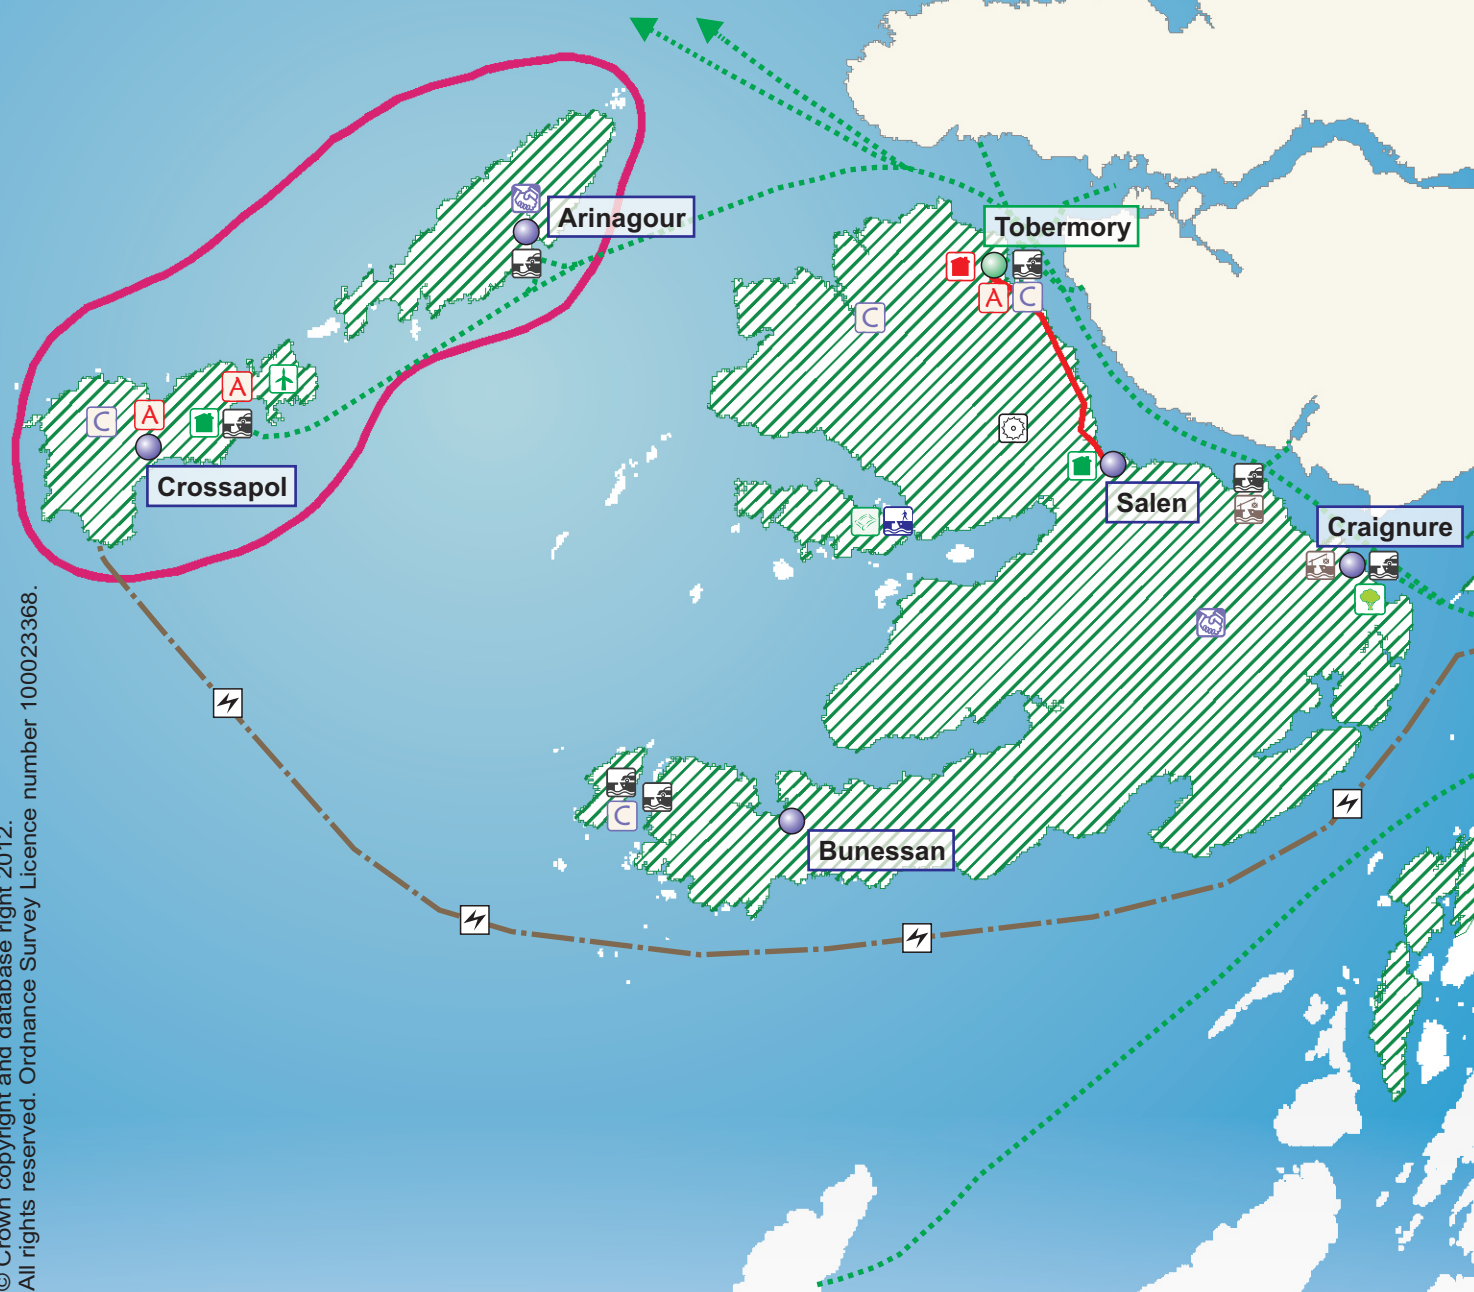 Arinagour
Tobermory
A
C
C
A
A
C
Crossapol
Salen
Craignure
C
Bunessan
© Crown copyright and database right 2012.
All rights reserved. Ordnance Survey Licence number 100023368.